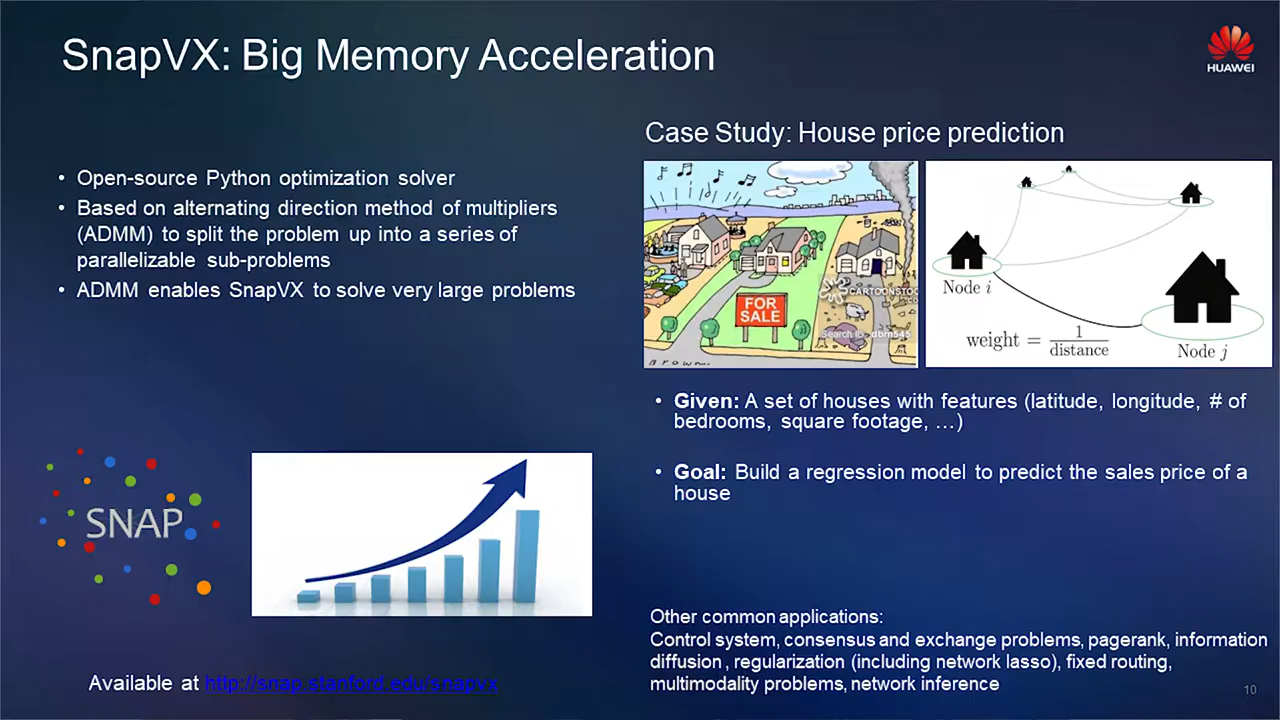 SnapVX: Big Memory Acceleration
HUAWEI
• Open-source Python optimization solver
• Based on alternating direction method of multipliers
(ADMM) to split the problem up into a series of
parallelizable sub-problems
• ADMM enables SnapVX to solve very large problems
SNAP
Available at http://snap.stanford.edu/snapvx
Case Study: House price prediction
FOR
SALE
CARTOONSTOC
Search ID: dbrn545
Node i
weight = 1/distance
Node j
• Given: A set of houses with features (latitude, longitude, # of
bedrooms, square footage, …)
• Goal: Build a regression model to predict the sales price of a
house
Other common applications:
Control system, consensus and exchange problems, pagerank, information
diffusion , regularization (including network lasso), fixed routing,
multimodality problems, network inference
10